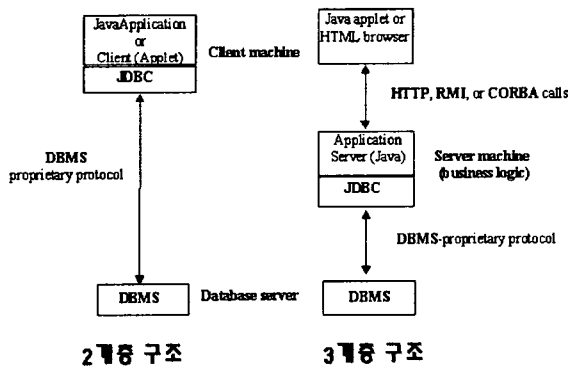 JavaApplication
or
Client (Applet)
JDBC
Client machine
Java applet or
HTML browser
HTTP, RMI, or CORBA calls
DBMS
proprietary protocol
Application
Server (Java)
JDBC
Server machine
(business logic)
DBMS-proprietary protocol
DBMS
Database server
DBMS
2계층 구조
3계층 구조